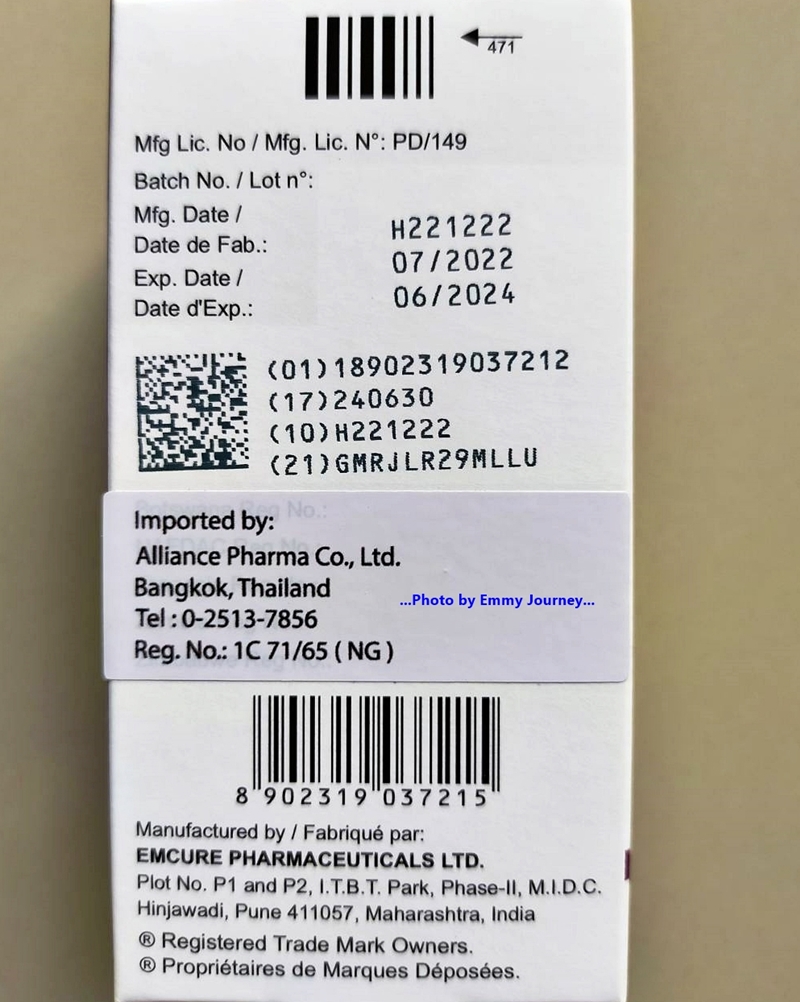 471
Mfg Lic. No / Mfg. Lic. N°: PD/149
Batch No. / Lot n°:
Mfg. Date /
Date de Fab.:
Exp. Date /
Date d'Exp.:
H221222
07/2022
06/2024
(01)18902319037212
(17)240630
(10)H221222
(21)GMRJLR29MLLU
Botswana Reg No.:
Imported by:
Alliance Pharma Co., Ltd.
Bangkok, Thailand
...Photo by Emmy Journey...
Tel : 0-2513-7856
Reg. No.: 1C 71/65 ( NG )
8 902319 037215
Manufactured by / Fabriqué par:
EMCURE PHARMACEUTICALS LTD.
Plot No. P1 and P2, I.T.B.T. Park, Phase-II, M.I.D.C.
Hinjawadi, Pune 411057, Maharashtra, India
® Registered Trade Mark Owners.
® Propriétaires de Marques Déposées.